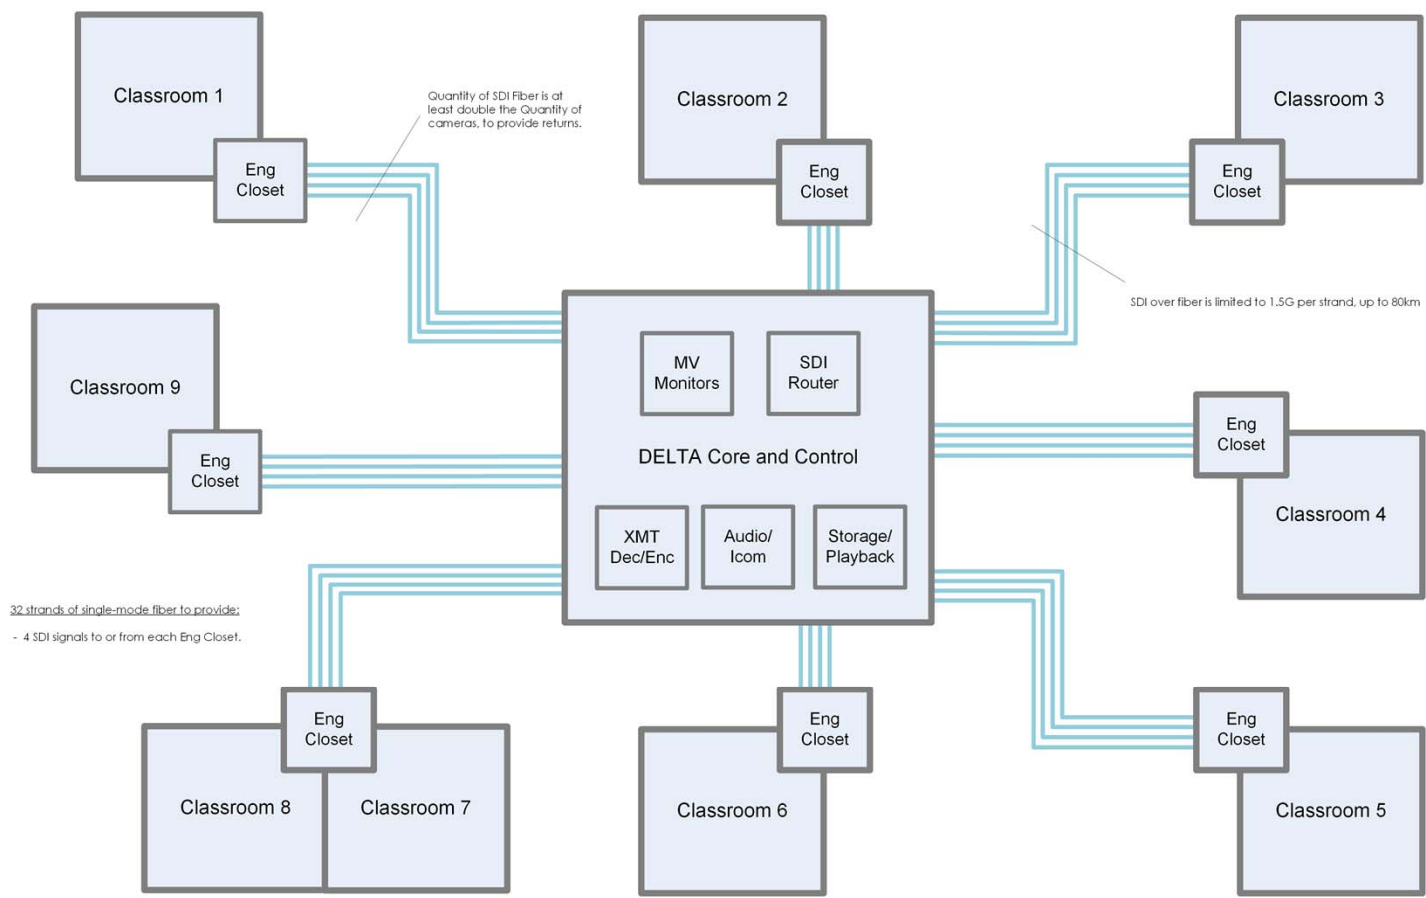 Classroom 1
Eng
Closet
Quantity of SDI Fiber is at
least double the Quantity of
cameras, to provide returns.
Classroom 2
Eng
Closet
Classroom 3
Eng
Closet
SDI over fiber is limited to 1.5G per strand, up to 80km
Classroom 9
Eng
Closet
MV
Monitors
SDI
Router
DELTA Core and Control
XMT
Dec/Enc
Audio/
Icom
Storage/
Playback
Eng
Closet
Classroom 4
32 strands of single-mode fiber to provide:
- 4 SDI signals to or from each Eng Closet.
Eng
Closet
Classroom 8
Classroom 7
Eng
Closet
Classroom 6
Eng
Closet
Classroom 5